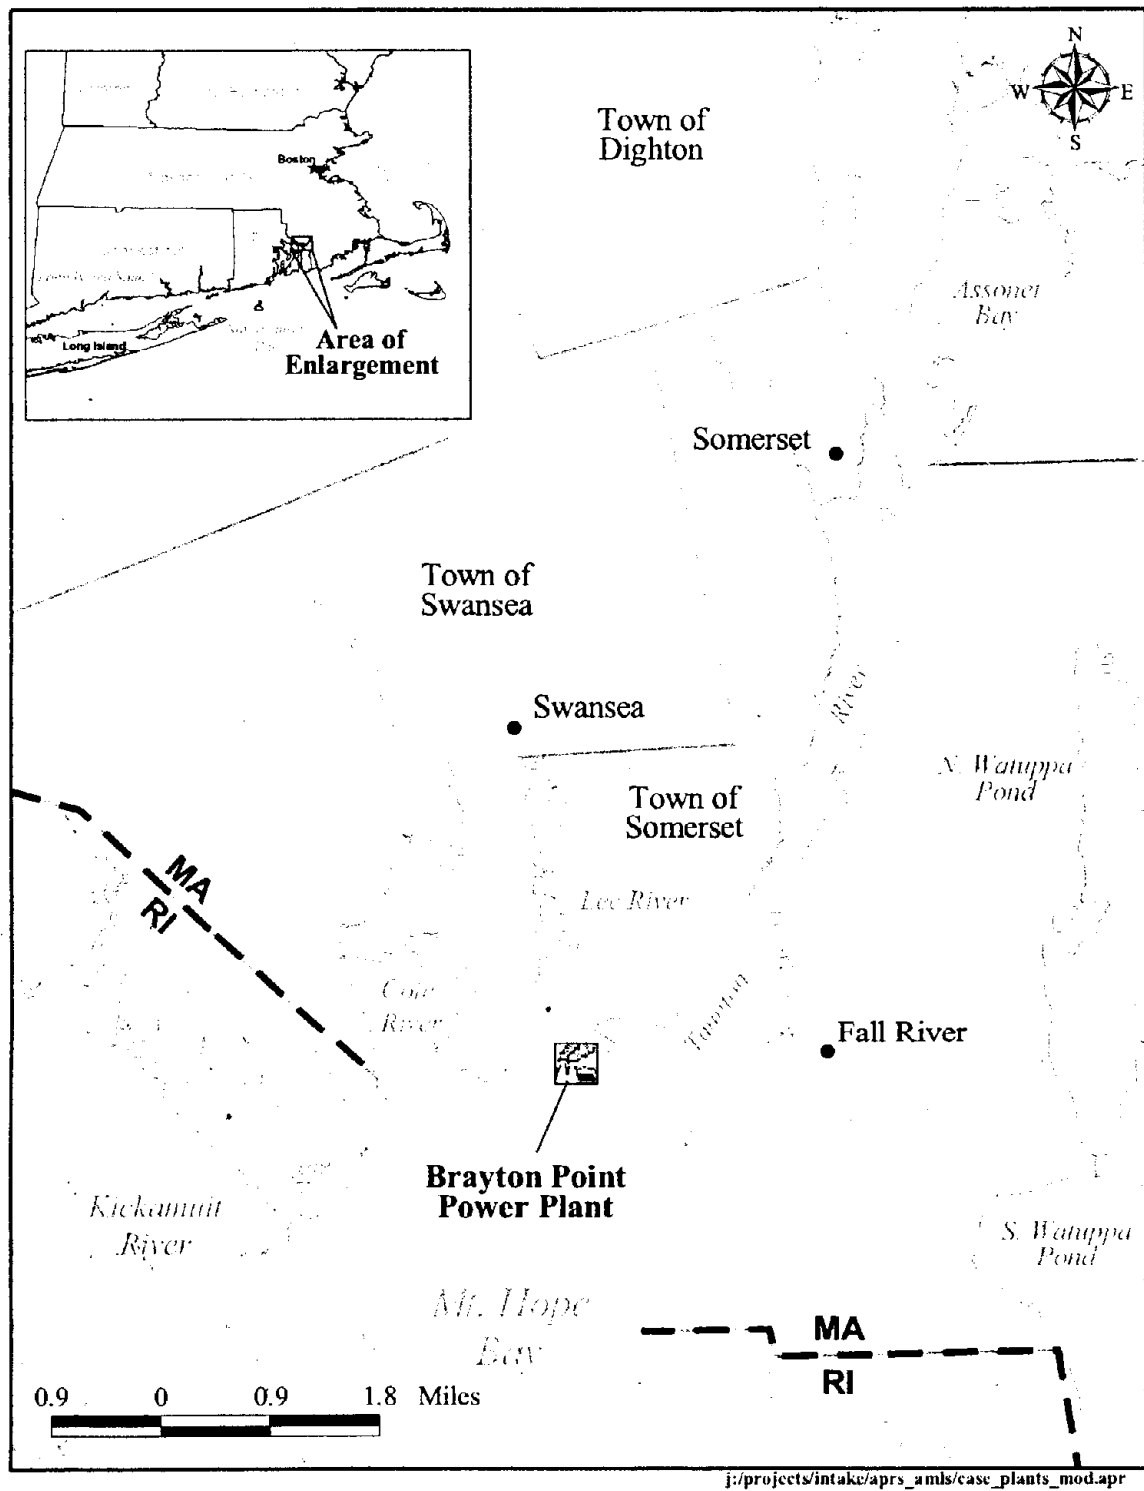 N
W E
S
Boston
Long Island
Area of
Enlargement
Town of
Dighton
Assonet
Bay
Somerset
Town of
Swansea
Swansea
River
N. Watuppa
Pond
Town of
Somerset
MA
RI
Lee River
Cole
River
Taunton
Fall River
Brayton Point
Power Plant
Kickamuit
River
S. Watuppa
Pond
Mt. Hope
Bay
MA
RI
0.9 0 0.9 1.8 Miles
j:/projects/intake/aprs_amls/case_plants_mod.apr